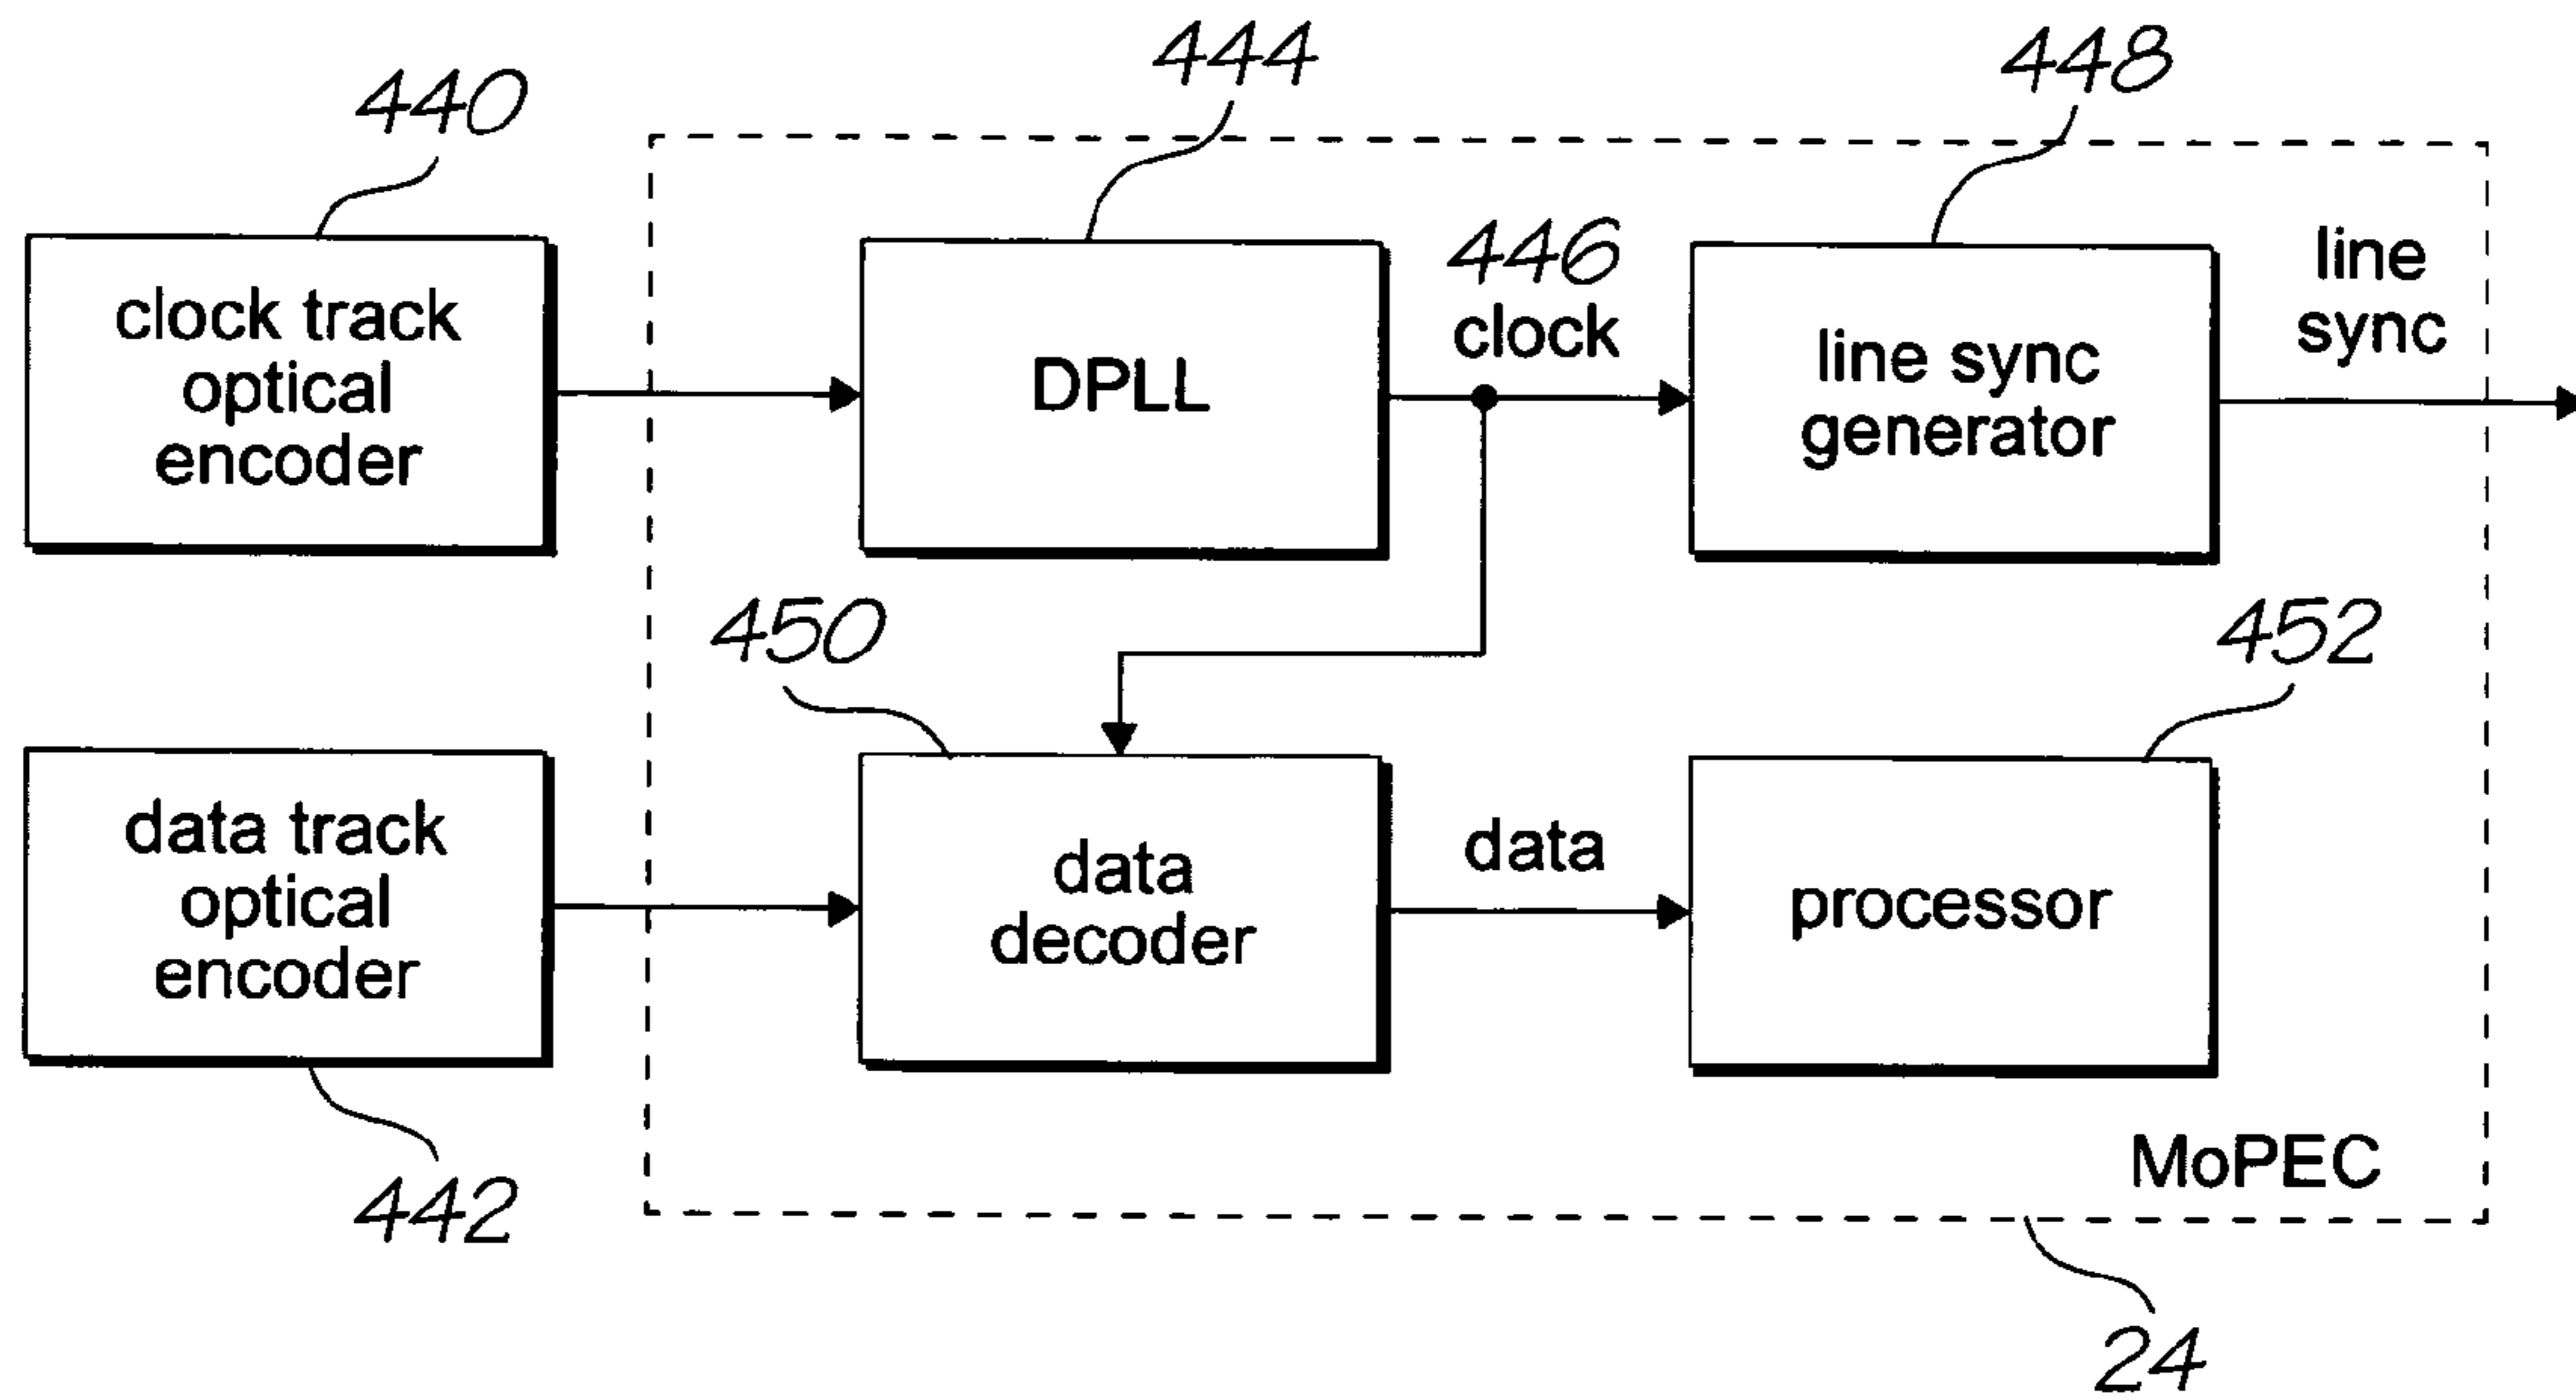 440
444
448
clock track
optical
encoder
DPLL
446
clock
line sync
generator
line
sync
450
452
data track
optical
encoder
data
decoder
data
processor
MoPEC
442
24